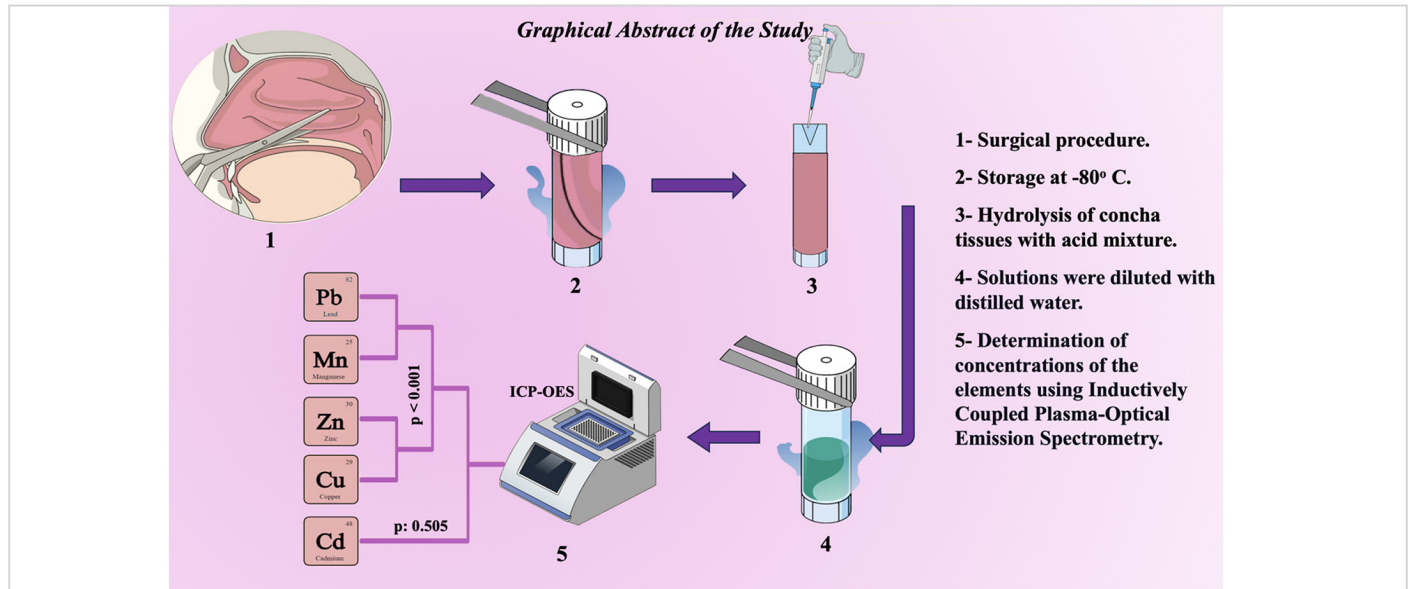 Graphical Abstract of the Study
1
2
3
1- Surgical procedure.
2- Storage at -80º C.
3- Hydrolysis of concha
tissues with acid mixture.
4- Solutions were diluted with
distilled water.
5- Determination of
concentrations of the
elements using Inductively
Coupled Plasma-Optical
Emission Spectrometry.
82
Pb
Lead
25
Mn
Manganese
30
Zn
Zinc
29
Cu
Copper
48
Cd
Cadmium
p < 0.001
p: 0.505
ICP-OES
5
4